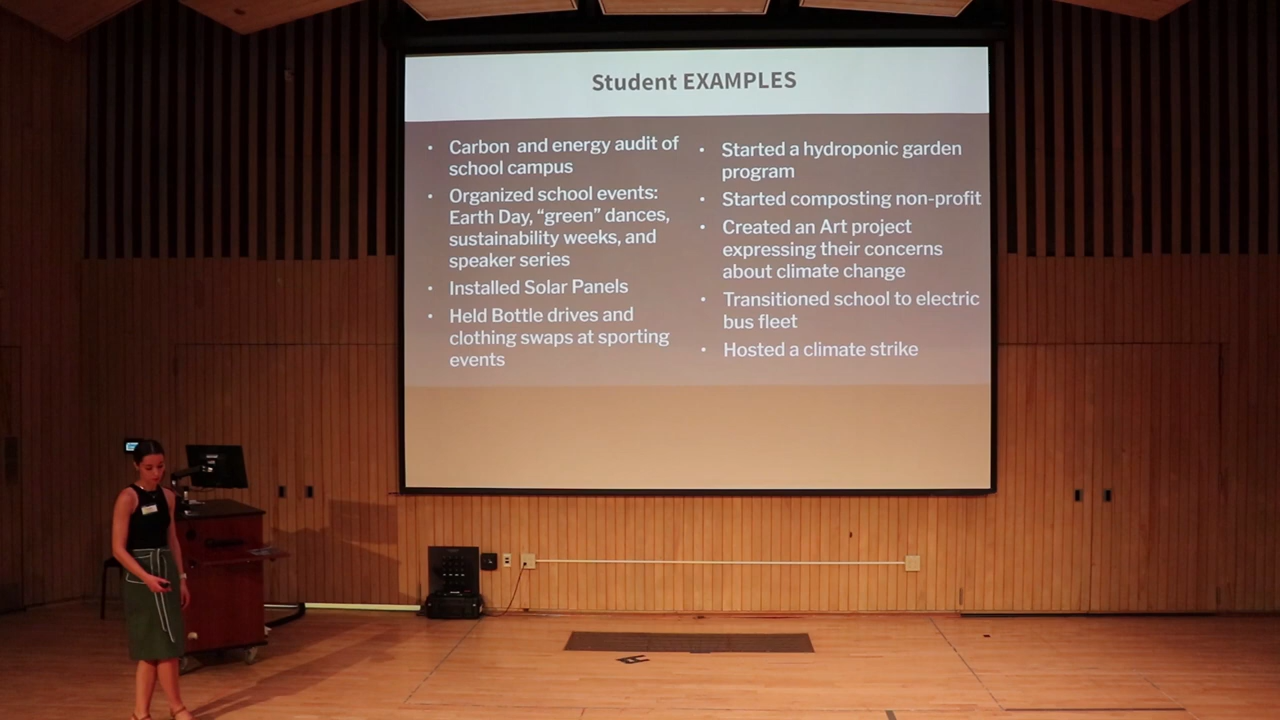 Student EXAMPLES
• Carbon and energy audit of
school campus
• Organized school events:
Earth Day, “green” dances,
sustainability weeks, and
speaker series
• Installed Solar Panels
• Held Bottle drives and
clothing swaps at sporting
events
• Started a hydroponic garden
program
• Started composting non-profit
• Created an Art project
expressing their concerns
about climate change
• Transitioned school to electric
bus fleet
• Hosted a climate strike